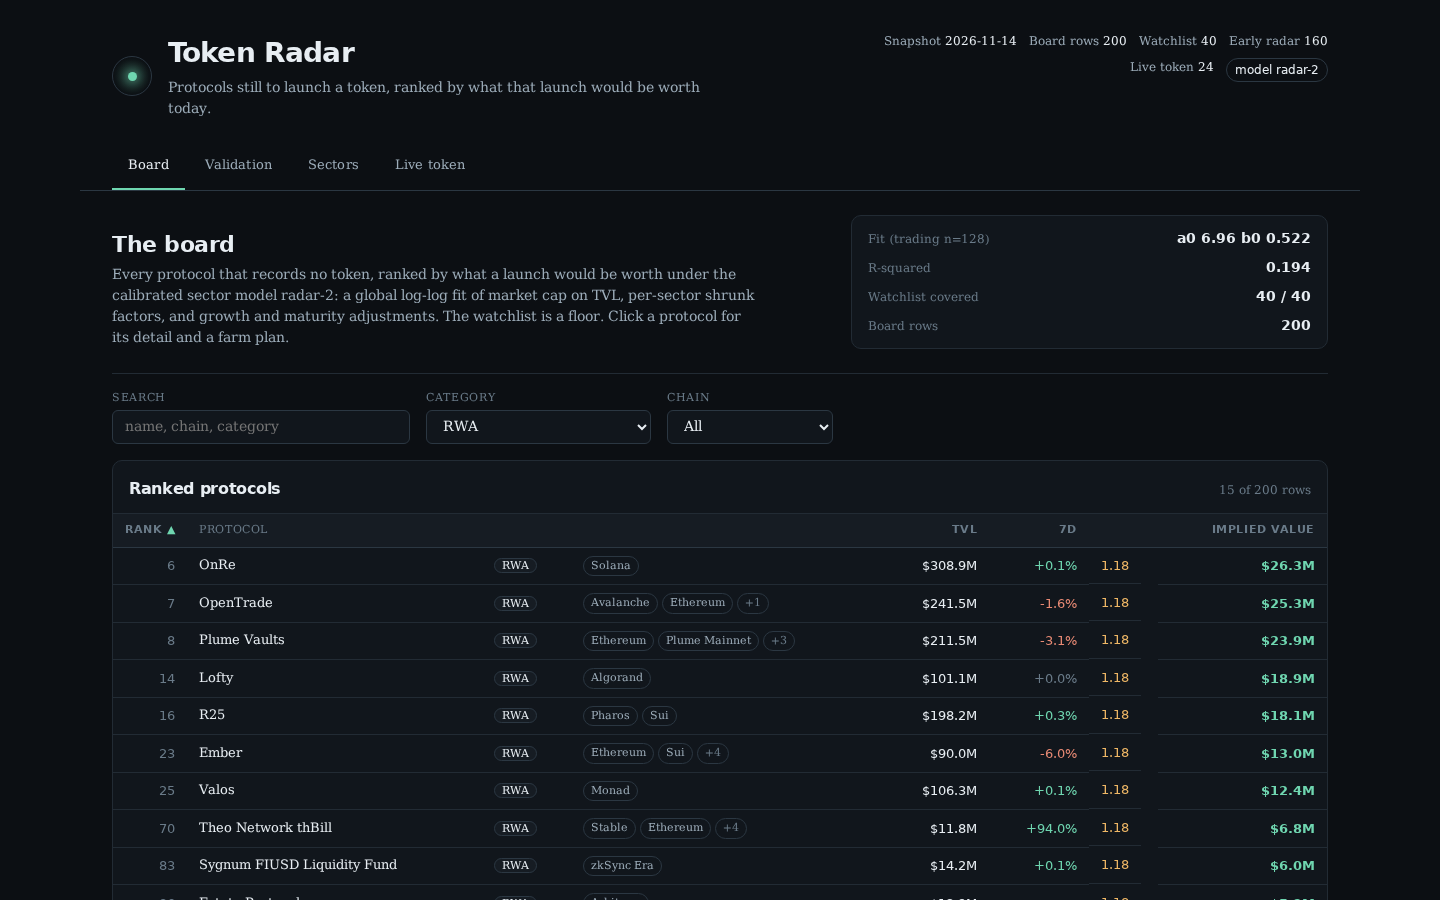 Token Radar
Protocols still to launch a token, ranked by what that launch would be worth
today.
Snapshot 2026-11-14 Board rows 200 Watchlist 40 Early radar 160
Live token 24 model radar-2
Board Validation Sectors Live token
The board
Every protocol that records no token, ranked by what a launch would be worth under the
calibrated sector model radar-2: a global log-log fit of market cap on TVL, per-sector shrunk
factors, and growth and maturity adjustments. The watchlist is a floor. Click a protocol for
its detail and a farm plan.
Fit (trading n=128) a0 6.96 b0 0.522
R-squared 0.194
Watchlist covered 40 / 40
Board rows 200
SEARCH CATEGORY CHAIN
name, chain, category RWA All
Ranked protocols 15 of 200 rows
RANK ▲ PROTOCOL TVL 7D IMPLIED VALUE
6 OnRe RWA Solana $308.9M +0.1% 1.18 $26.3M
7 OpenTrade RWA Avalanche Ethereum +1 $241.5M -1.6% 1.18 $25.3M
8 Plume Vaults RWA Ethereum Plume Mainnet +3 $211.5M -3.1% 1.18 $23.9M
14 Lofty RWA Algorand $101.1M +0.0% 1.18 $18.9M
16 R25 RWA Pharos Sui $198.2M +0.3% 1.18 $18.1M
23 Ember RWA Ethereum Sui +4 $90.0M -6.0% 1.18 $13.0M
25 Valos RWA Monad $106.3M +0.1% 1.18 $12.4M
70 Theo Network thBill RWA Stable Ethereum +4 $11.8M +94.0% 1.18 $6.8M
83 Sygnum FIUSD Liquidity Fund RWA zkSync Era $14.2M +0.1% 1.18 $6.0M